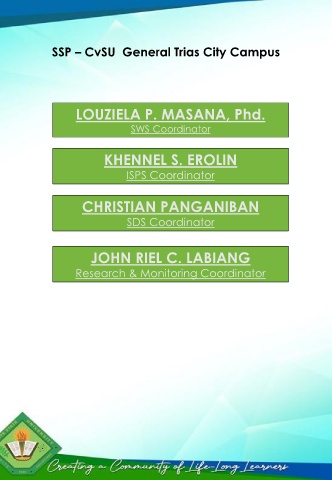 SSP – CvSU General Trias City Campus
LOUZIELA P. MASANA, Phd.
SWS Coordinator
KHENNEL S. EROLIN
ISPS Coordinator
CHRISTIAN PANGANIBAN
SDS Coordinator
JOHN RIEL C. LABIANG
Research & Monitoring Coordinator
Creating a Community of Life-Long Learners